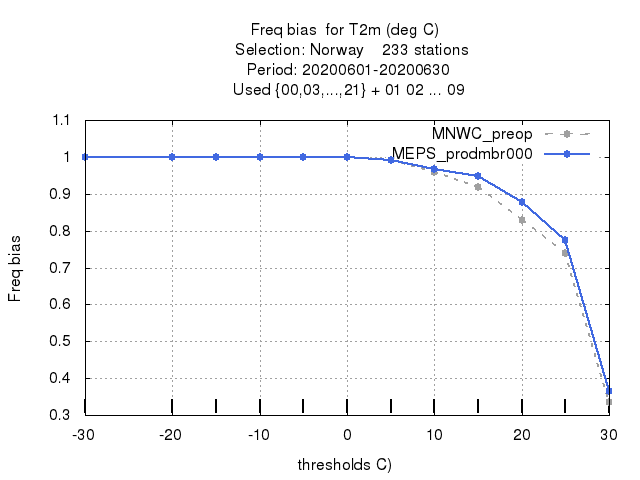 Freq bias  for T2m (deg C)
Selection: Norway    233 stations
Period: 20200601-20200630
Used {00,03,...,21} + 01 02 ... 09
MNWC_preop
MEPS_prodmbr000
1.1
1
0.9
0.8
0.7
0.6
0.5
0.4
0.3
Freq bias
-30
-20
-10
0
10
20
30
thresholds C)